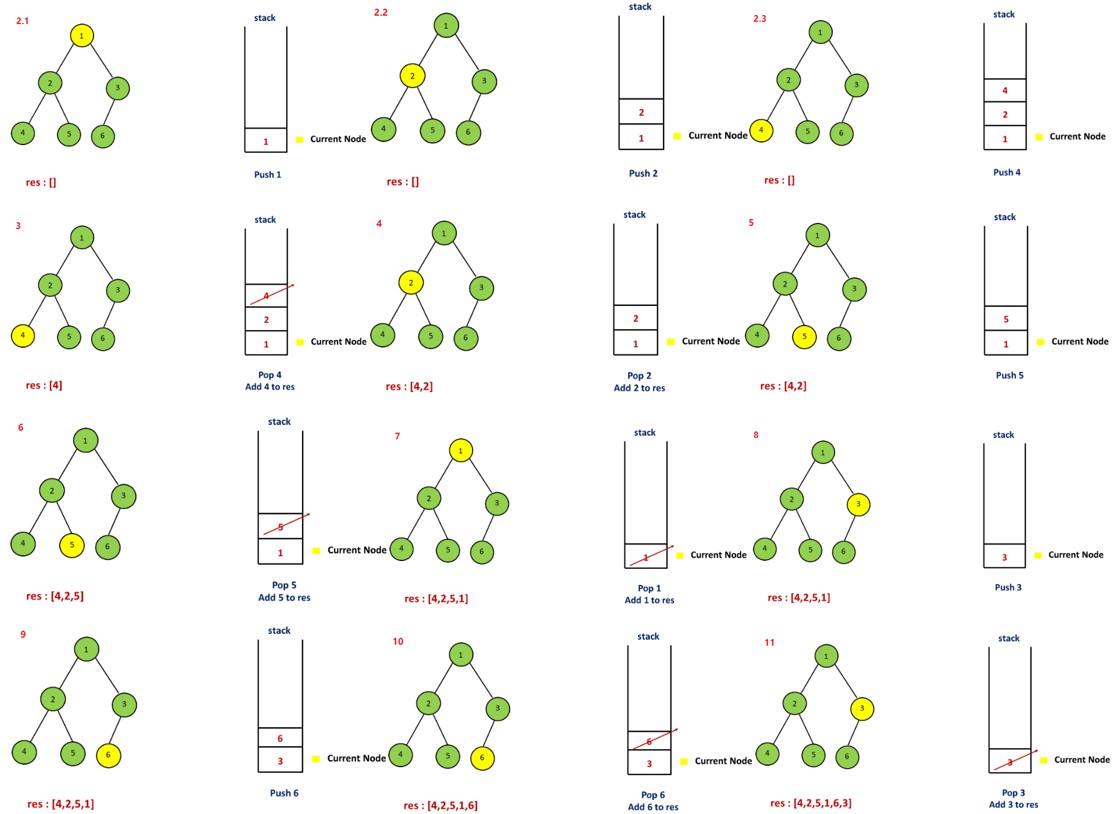 2.1
stack
1
2
3
4
5
6
1
Current Node
Push 1
res : []
2.2
stack
1
2
3
4
5
6
2
1
Current Node
Push 2
res : []
2.3
stack
1
2
3
4
5
6
4
2
1
Current Node
Push 4
res : []
3
stack
1
2
3
4
5
6
4
2
1
Current Node
Pop 4
Add 4 to res
res : [4]
4
stack
1
2
3
4
5
6
2
1
Current Node
Pop 2
Add 2 to res
res : [4,2]
5
stack
1
2
3
4
5
6
5
1
Current Node
Push 5
res : [4,2]
6
stack
1
2
3
4
5
6
5
1
Current Node
Pop 5
Add 5 to res
res : [4,2,5]
7
stack
1
2
3
4
5
6
1
Current Node
Pop 1
Add 1 to res
res : [4,2,5,1]
8
stack
1
2
3
4
5
6
3
Current Node
Push 3
res : [4,2,5,1]
9
stack
1
2
3
4
5
6
6
3
Current Node
Push 6
res : [4,2,5,1]
10
stack
1
2
3
4
5
6
6
3
Current Node
Pop 6
Add 6 to res
res : [4,2,5,1,6]
11
stack
1
2
3
4
5
6
3
Current Node
Pop 3
Add 3 to res
res : [4,2,5,1,6,3]